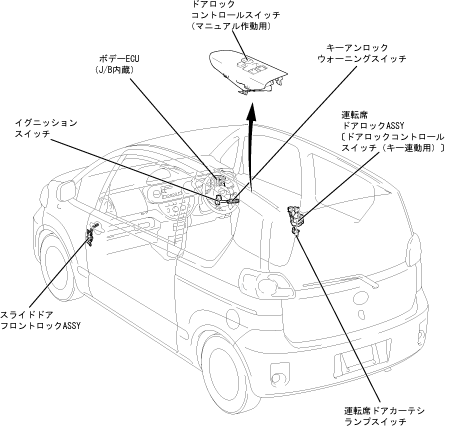 ドアロック
コントロールスイッチ
(マニュアル作動用)
ボデーECU
(J/B内蔵)
キーアンロック
ウォーニングスイッチ
イグニッション
スイッチ
運転席
ドアロックASSY
[ドアロックコントロール
スイッチ(キー連動用)]
スライドドア
フロントロックASSY
運転席ドアカーテシ
ランプスイッチ